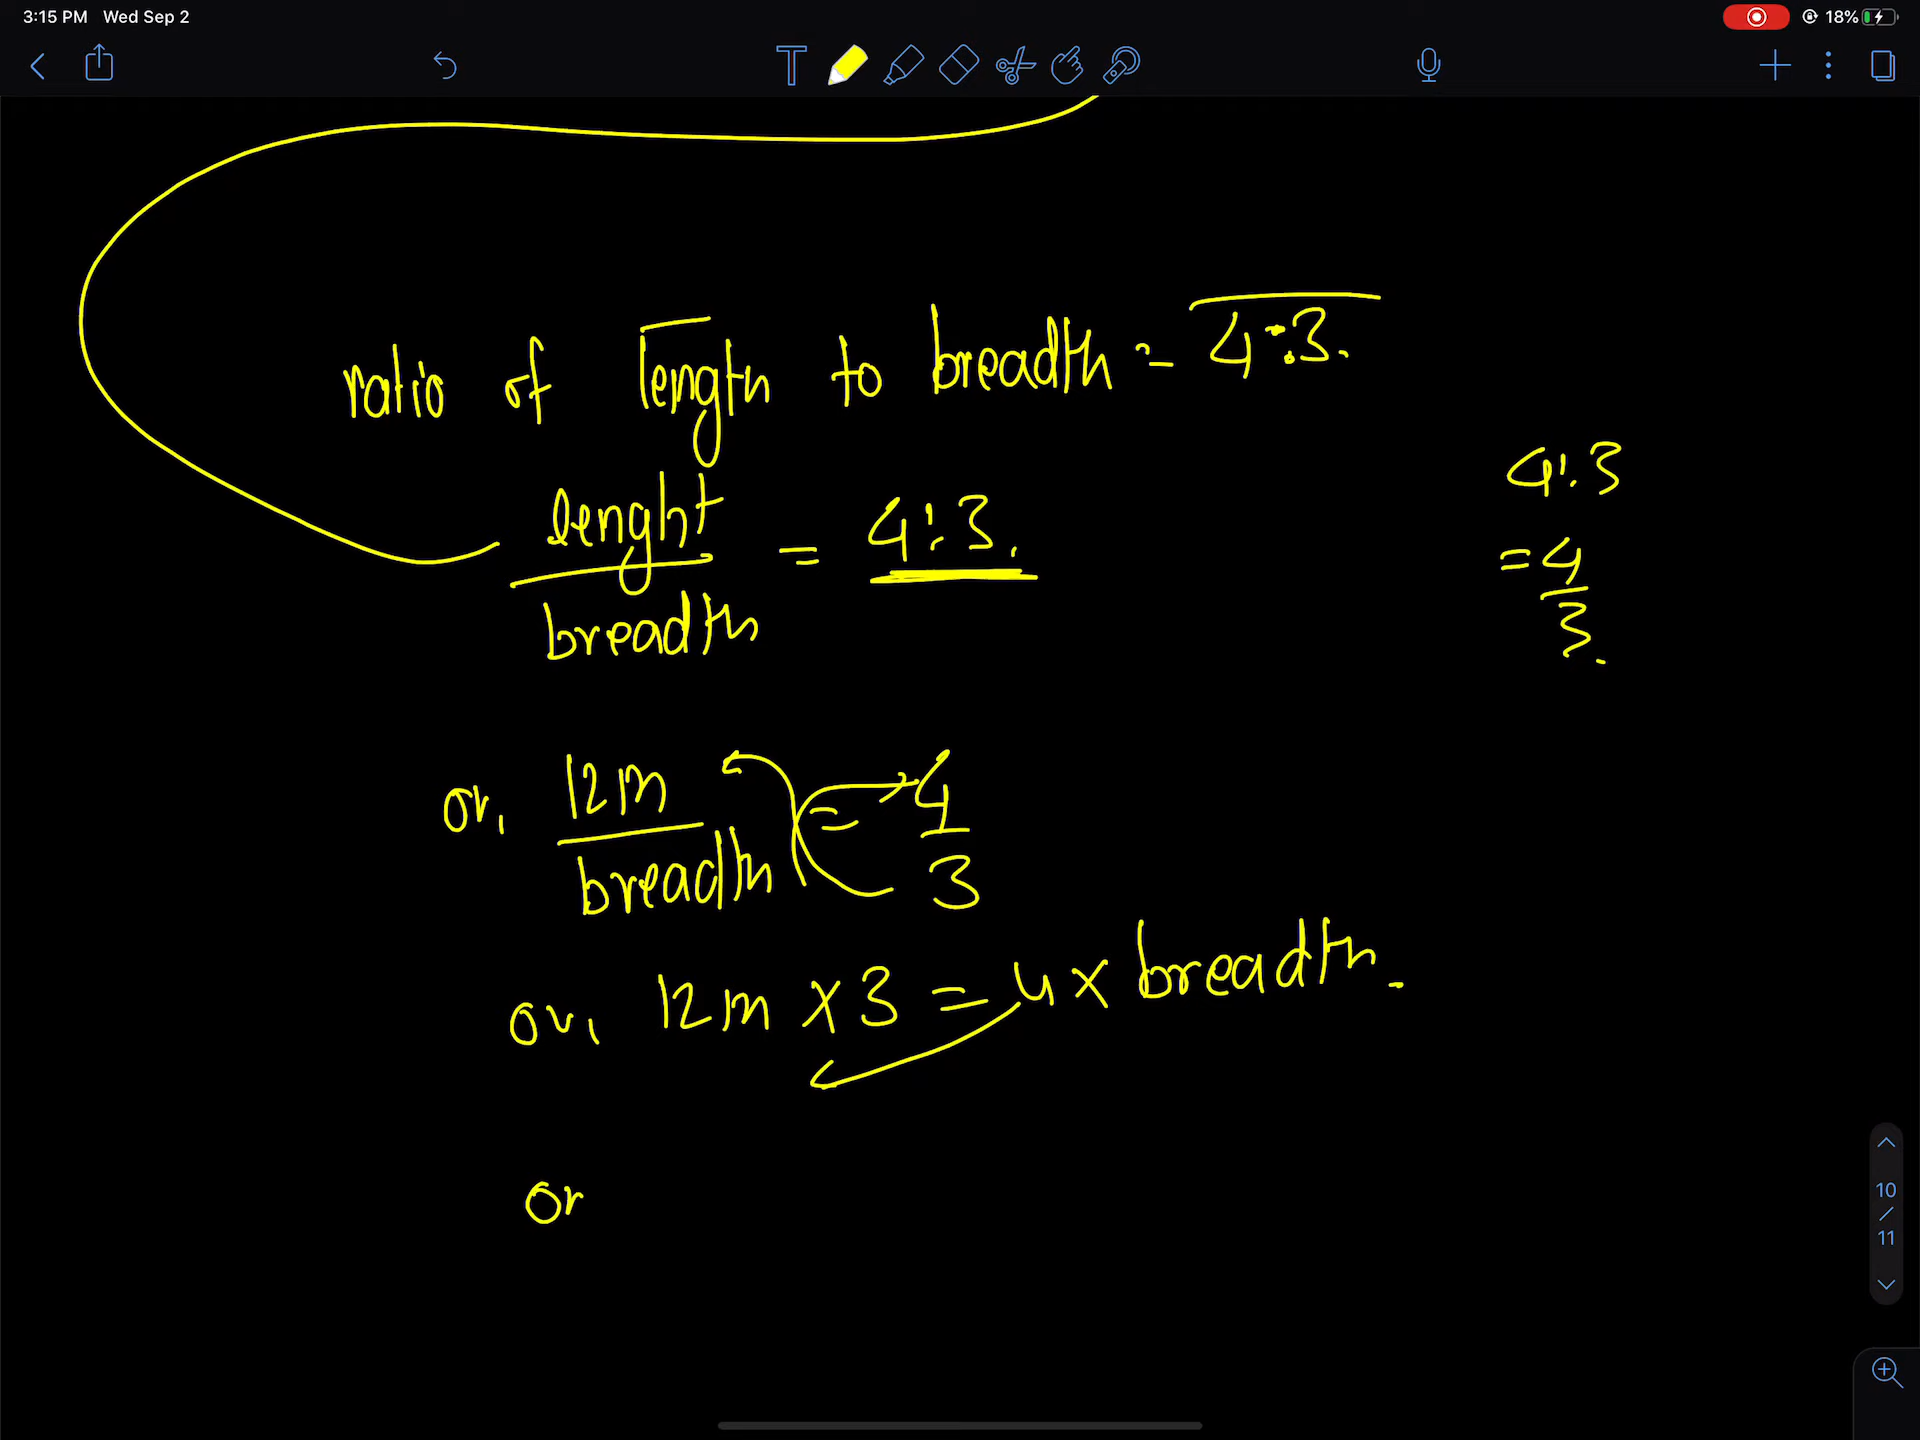 3:15 PM Wed Sep 2
18%
ratio of length to breadth = 4:3.
4:3
lenght
= 4:3.
breadth
= 4
3.
or, 12m = 4
breadth 3
or, 12m × 3 = 4 × breadth.
or
10
/
11